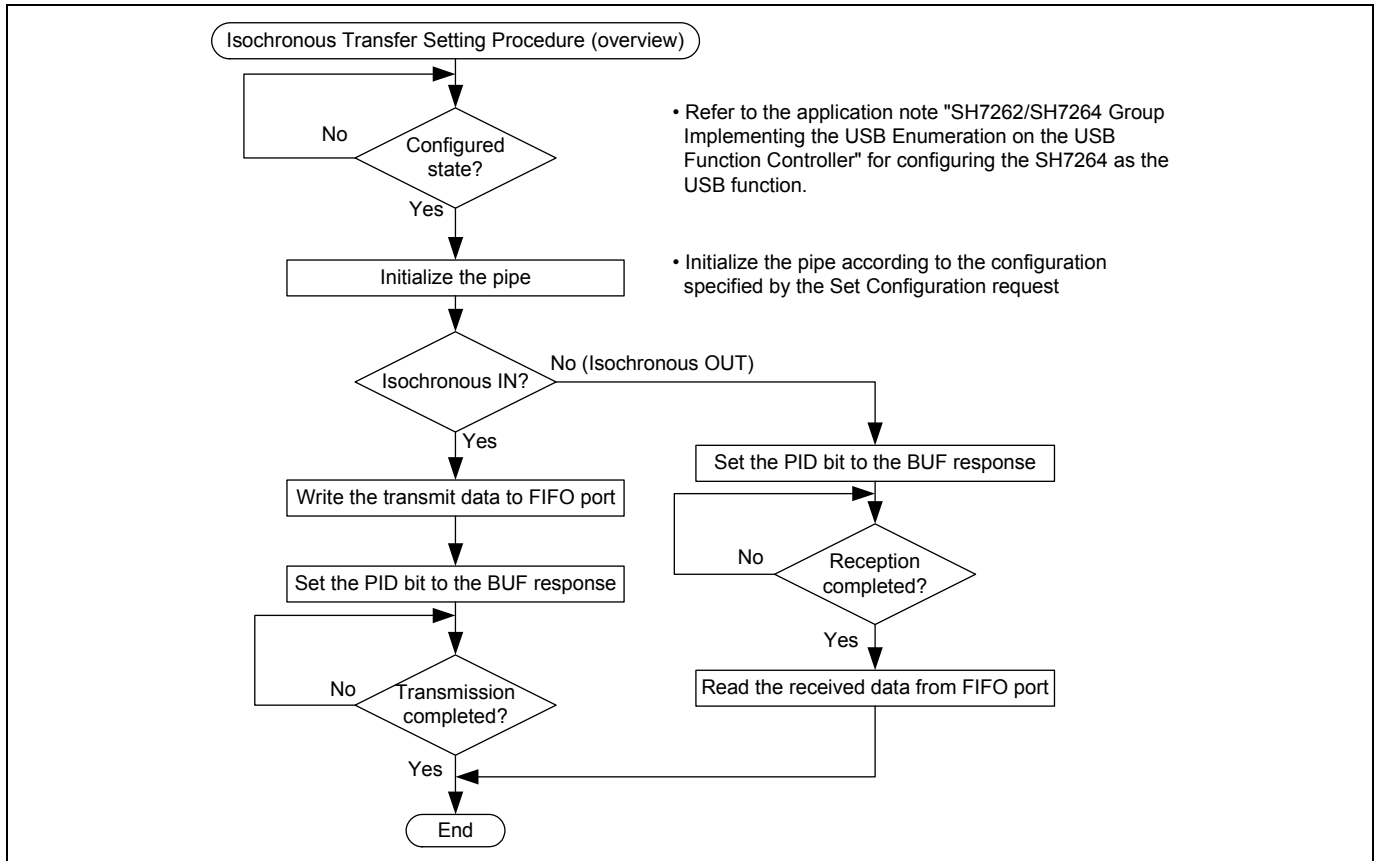 Isochronous Transfer Setting Procedure (overview)
No
Configured
state?
Yes
• Refer to the application note "SH7262/SH7264 Group
Implementing the USB Enumeration on the USB
Function Controller" for configuring the SH7264 as the
USB function.
Initialize the pipe
• Initialize the pipe according to the configuration
specified by the Set Configuration request
Isochronous IN?
No (Isochronous OUT)
Yes
Write the transmit data to FIFO port
Set the PID bit to the BUF response
No
Transmission
completed?
Yes
Set the PID bit to the BUF response
No
Reception
completed?
Yes
Read the received data from FIFO port
End